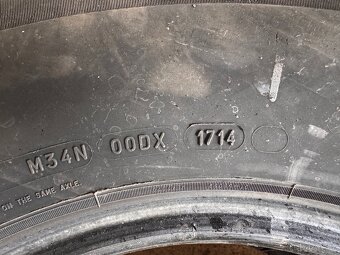 M34N 00DX 1714
ON THE SAME AXLE.